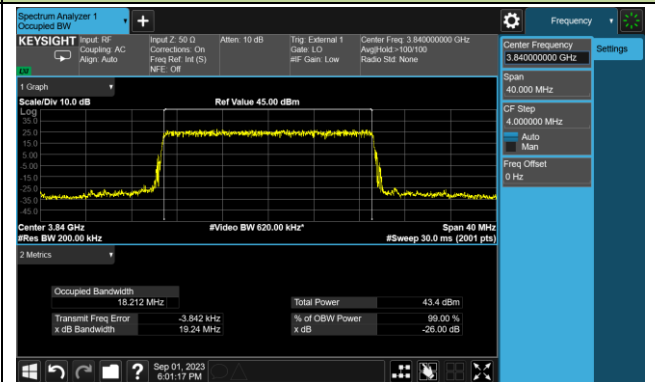 Spectrum Analyzer 1
Occupied BW
Frequency
KEYSIGHT
Input: RF
Coupling: AC
Align: Auto
Input Z: 50 Ω
Corrections: On
Freq Ref: Int (S)
NFE: Off
Atten: 10 dB
Trig: External 1
Gate: LO
#IF Gain: Low
Center Freq: 3.840000000 GHz
Avg|Hold:>100/100
Radio Std: None
Center Frequency
3.840000000 GHz
Settings
Span
40.000 MHz
CF Step
4.000000 MHz
Auto
Man
Freq Offset
0 Hz
1 Graph
Scale/Div 10.0 dB
Ref Value 45.00 dBm
Log
35.0
25.0
15.0
5.00
-5.00
-15.0
-25.0
-35.0
-45.0
Center 3.84 GHz
#Video BW 620.00 kHz*
Span 40 MHz
#Res BW 200.00 kHz
#Sweep 30.0 ms (2001 pts)
2 Metrics
Occupied Bandwidth
18.212 MHz
Total Power
43.4 dBm
Transmit Freq Error
-3.842 kHz
% of OBW Power
99.00 %
x dB Bandwidth
19.24 MHz
x dB
-26.00 dB
?
Sep 01, 2023
6:01:17 PM